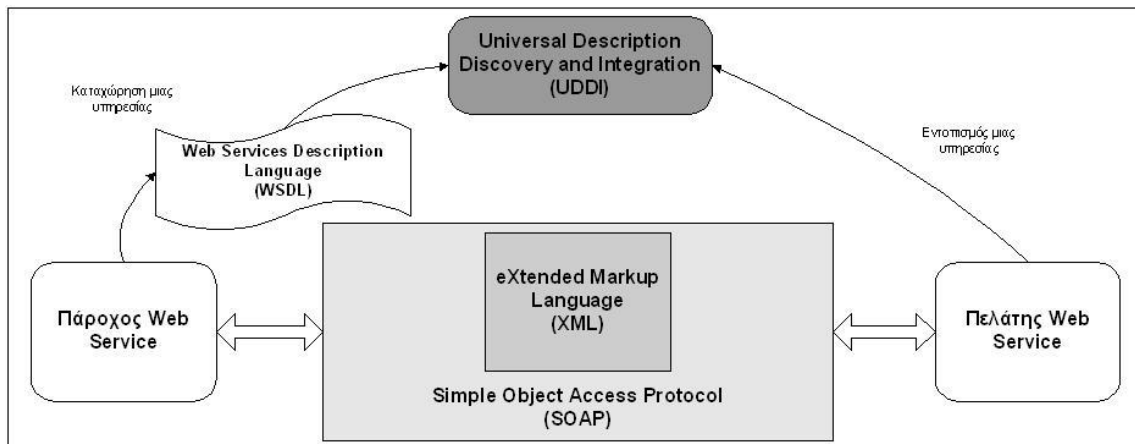 Universal Description
Discovery and Integration
(UDDI)
Καταχώρηση μιας
υπηρεσίας
Web Services Description
Language
(WSDL)
Εντοπισμός μιας
υπηρεσίας
eXtended Markup
Language
(XML)
Πάροχος Web
Service
Πελάτης Web
Service
Simple Object Access Protocol
(SOAP)